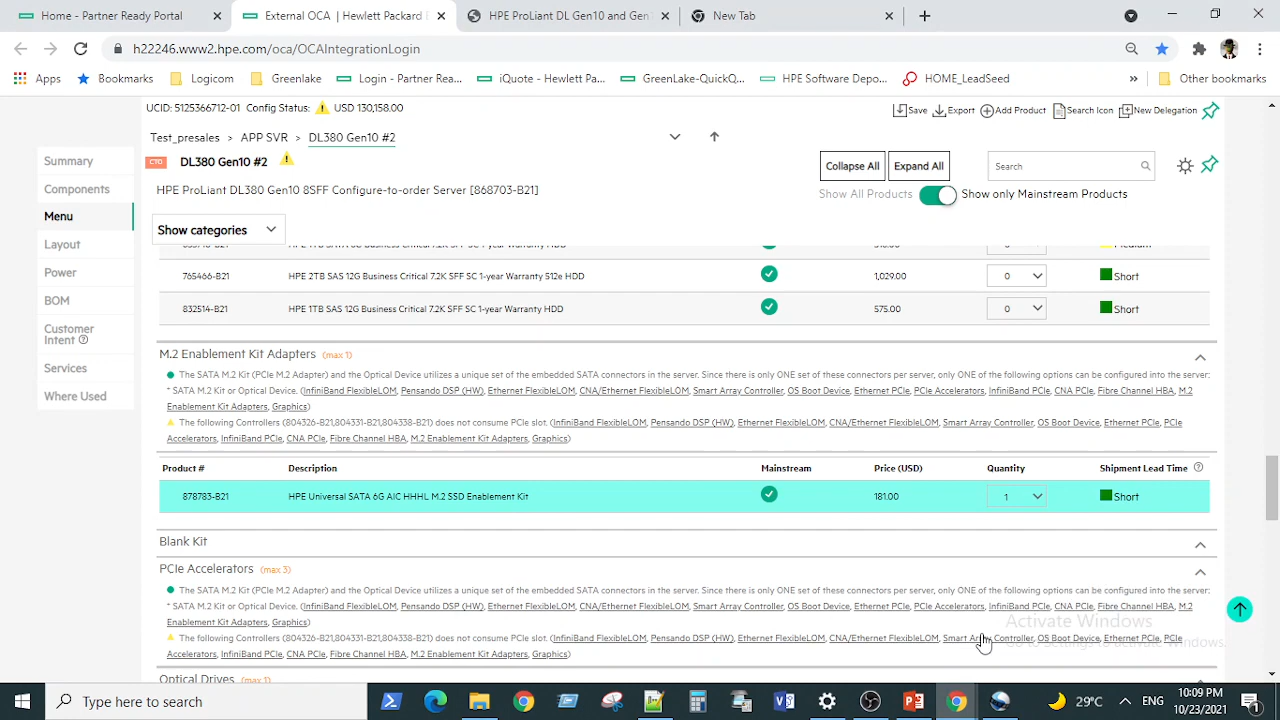 Home - Partner Ready Portal
External OCA | Hewlett Packard E
HPE ProLiant DL Gen10 and Gen
New Tab
h22246.www2.hpe.com/oca/OCAIntegrationLogin
Apps
Bookmarks
Logicom
Greenlake
Login - Partner Rea...
iQuote - Hewlett Pa...
GreenLake-QuickQ...
HPE Software Depo...
HOME_LeadSeed
»
Other bookmarks
UCID: 5125366712-01 Config Status: USD 130,158.00
Save
Export
Add Product
Search Icon
New Delegation
Test_presales > APP SVR > DL380 Gen10 #2
CTO DL380 Gen10 #2
Collapse All
Expand All
Search
HPE ProLiant DL380 Gen10 8SFF Configure-to-order Server [868703-B21]
Show All Products
Show only Mainstream Products
Show categories
Summary
Components
Menu
Layout
Power
BOM
Customer
Intent
Services
Where Used
765466-B21 HPE 2TB SAS 12G Business Critical 7.2K SFF SC 1-year Warranty 512e HDD 1,029.00 0 Short
832514-B21 HPE 1TB SAS 12G Business Critical 7.2K SFF SC 1-year Warranty HDD 575.00 0 Short
M.2 Enablement Kit Adapters (max 1)
The SATA M.2 Kit (PCIe M.2 Adapter) and the Optical Device utilizes a unique set of the embedded SATA connectors in the server. Since there is only ONE set of these connectors per server, only ONE of the following options can be configured into the server:
* SATA M.2 Kit or Optical Device. (InfiniBand FlexibleLOM, Pensando DSP (HW), Ethernet FlexibleLOM, CNA/Ethernet FlexibleLOM, Smart Array Controller, OS Boot Device, Ethernet PCIe, PCIe Accelerators, InfiniBand PCIe, CNA PCIe, Fibre Channel HBA, M.2
Enablement Kit Adapters, Graphics)
The following Controllers (804326-B21,804331-B21,804338-B21) does not consume PCIe slot. (InfiniBand FlexibleLOM, Pensando DSP (HW), Ethernet FlexibleLOM, CNA/Ethernet FlexibleLOM, Smart Array Controller, OS Boot Device, Ethernet PCIe, PCIe
Accelerators, InfiniBand PCIe, CNA PCIe, Fibre Channel HBA, M.2 Enablement Kit Adapters, Graphics)
Product # Description Mainstream Price (USD) Quantity Shipment Lead Time
878783-B21 HPE Universal SATA 6G AIC HHHL M.2 SSD Enablement Kit 181.00 1 Short
Blank Kit
PCIe Accelerators (max 3)
The SATA M.2 Kit (PCIe M.2 Adapter) and the Optical Device utilizes a unique set of the embedded SATA connectors in the server. Since there is only ONE set of these connectors per server, only ONE of the following options can be configured into the server:
* SATA M.2 Kit or Optical Device. (InfiniBand FlexibleLOM, Pensando DSP (HW), Ethernet FlexibleLOM, CNA/Ethernet FlexibleLOM, Smart Array Controller, OS Boot Device, Ethernet PCIe, PCIe Accelerators, InfiniBand PCIe, CNA PCIe, Fibre Channel HBA, M.2
Enablement Kit Adapters, Graphics)
Activate Windows
The following Controllers (804326-B21,804331-B21,804338-B21) does not consume PCIe slot. (InfiniBand FlexibleLOM, Pensando DSP (HW), Ethernet FlexibleLOM, CNA/Ethernet FlexibleLOM, Smart Array Controller, OS Boot Device, Ethernet PCIe, PCIe
Go to Settings to activate Windows.
Accelerators, InfiniBand PCIe, CNA PCIe, Fibre Channel HBA, M.2 Enablement Kit Adapters, Graphics)
Optical Drives (max 1)
Type here to search
29°C
ENG
10:09 PM
10/23/2021
1